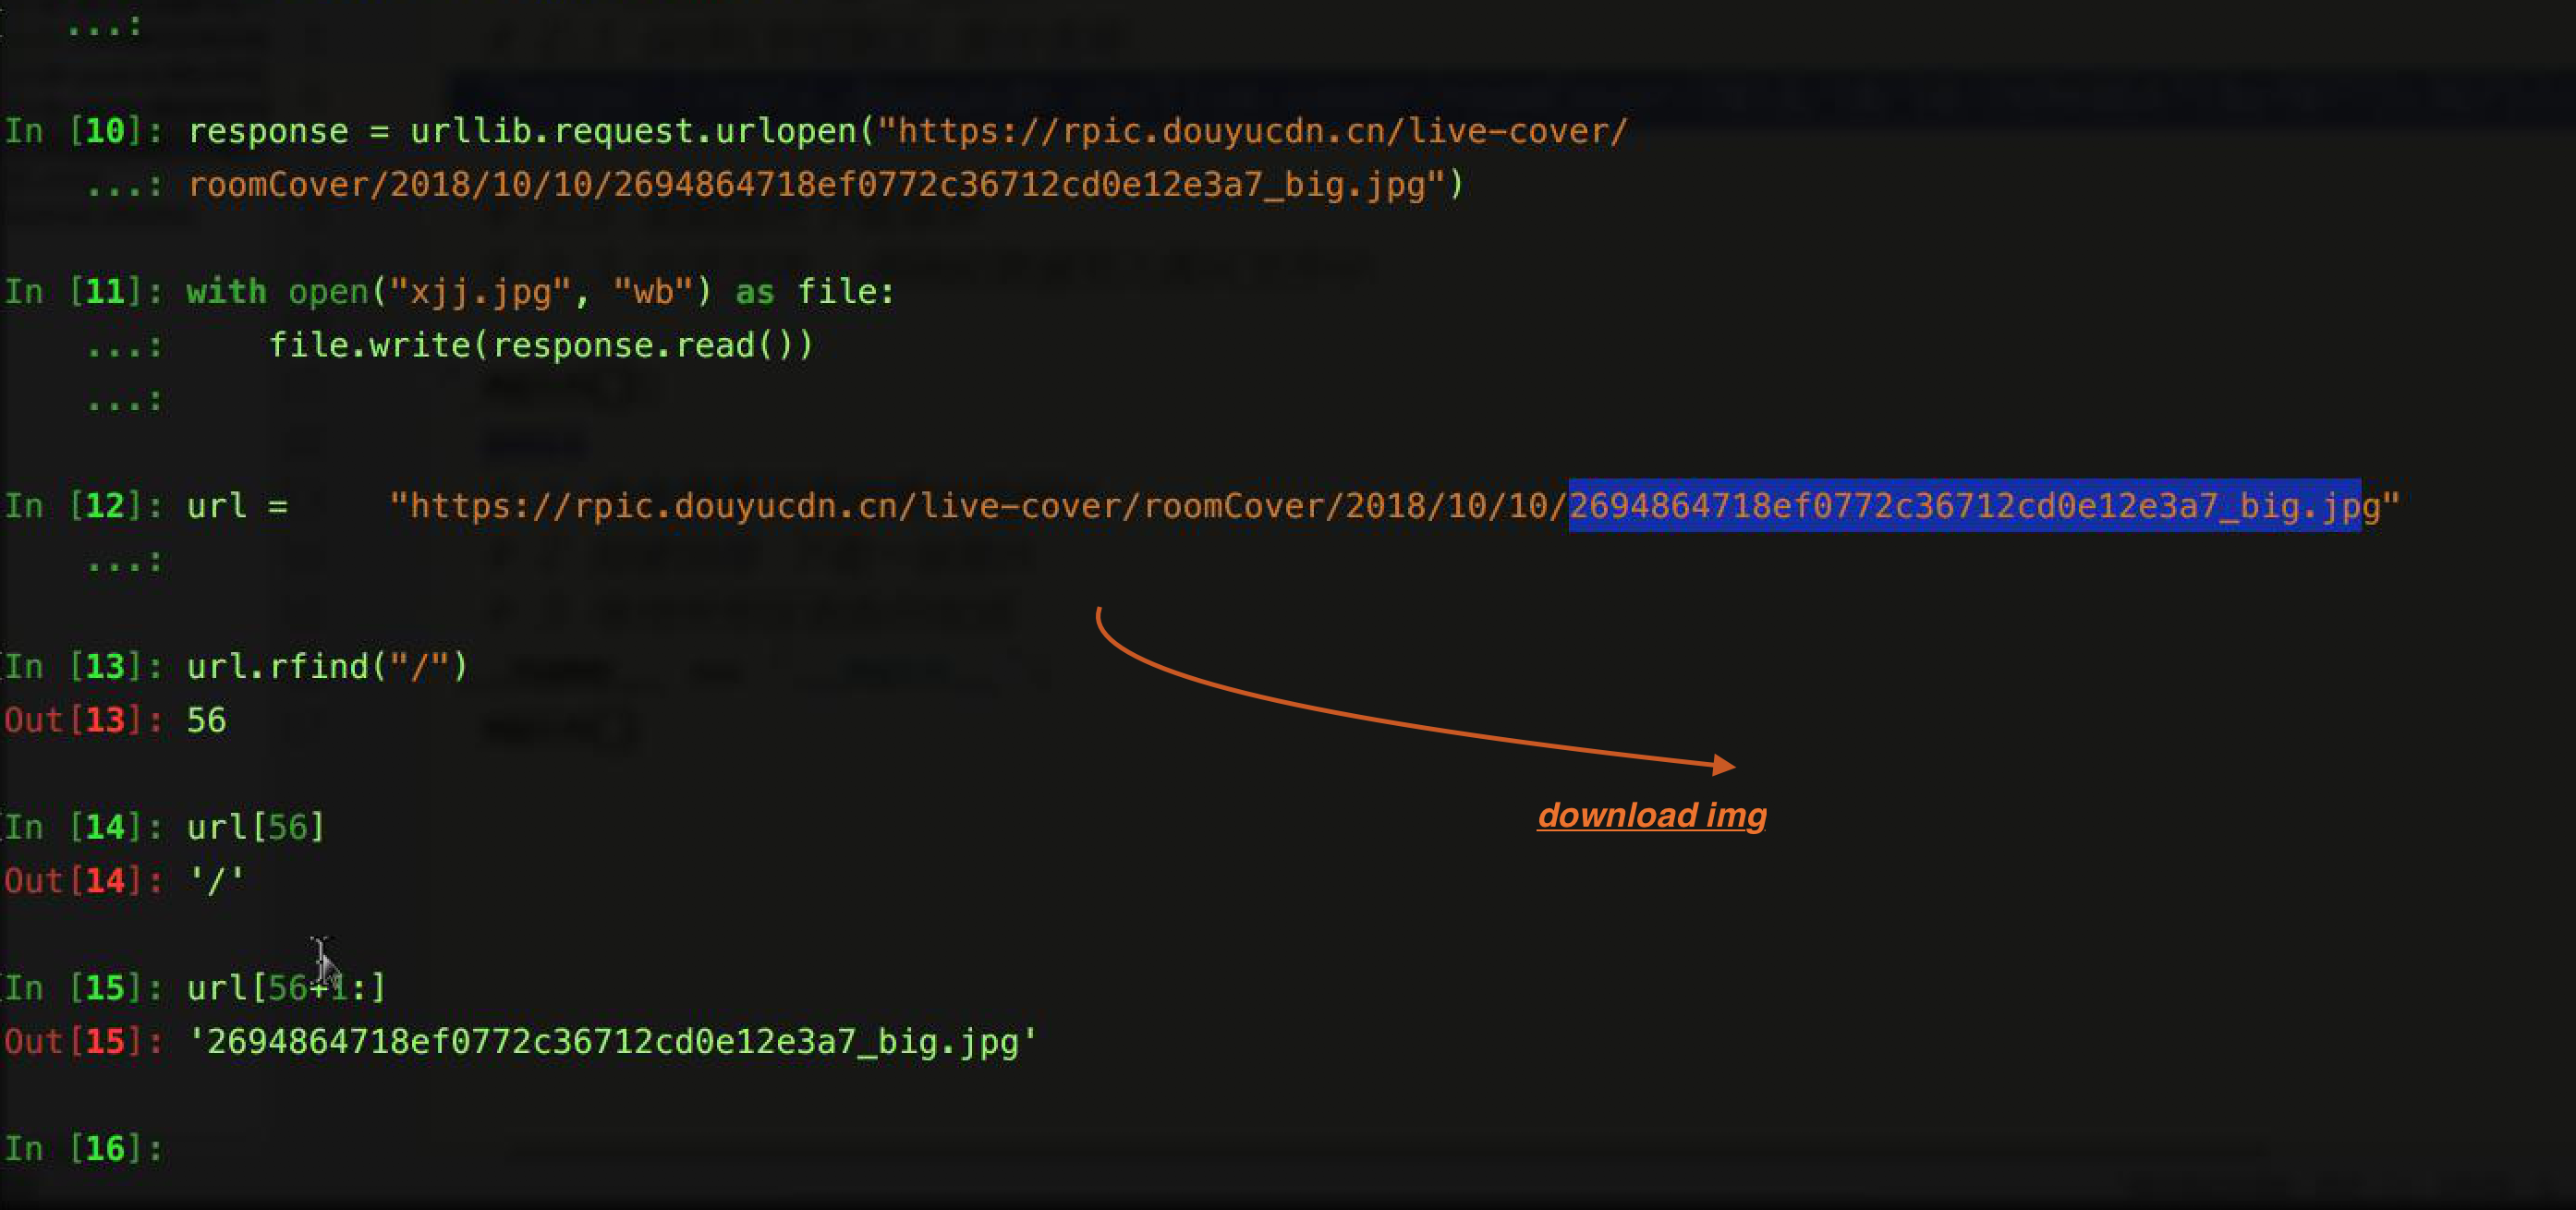 ...:
In [10]: response = urllib.request.urlopen("https://rpic.douyucdn.cn/live-cover/
...: roomCover/2018/10/10/2694864718ef0772c36712cd0e12e3a7_big.jpg")
In [11]: with open("xjj.jpg", "wb") as file:
...:     file.write(response.read())
...:
In [12]: url =     "https://rpic.douyucdn.cn/live-cover/roomCover/2018/10/10/2694864718ef0772c36712cd0e12e3a7_big.jpg"
...:
In [13]: url.rfind("/")
Out[13]: 56
download img
In [14]: url[56]
Out[14]: '/'
In [15]: url[56+1:]
Out[15]: '2694864718ef0772c36712cd0e12e3a7_big.jpg'
In [16]: